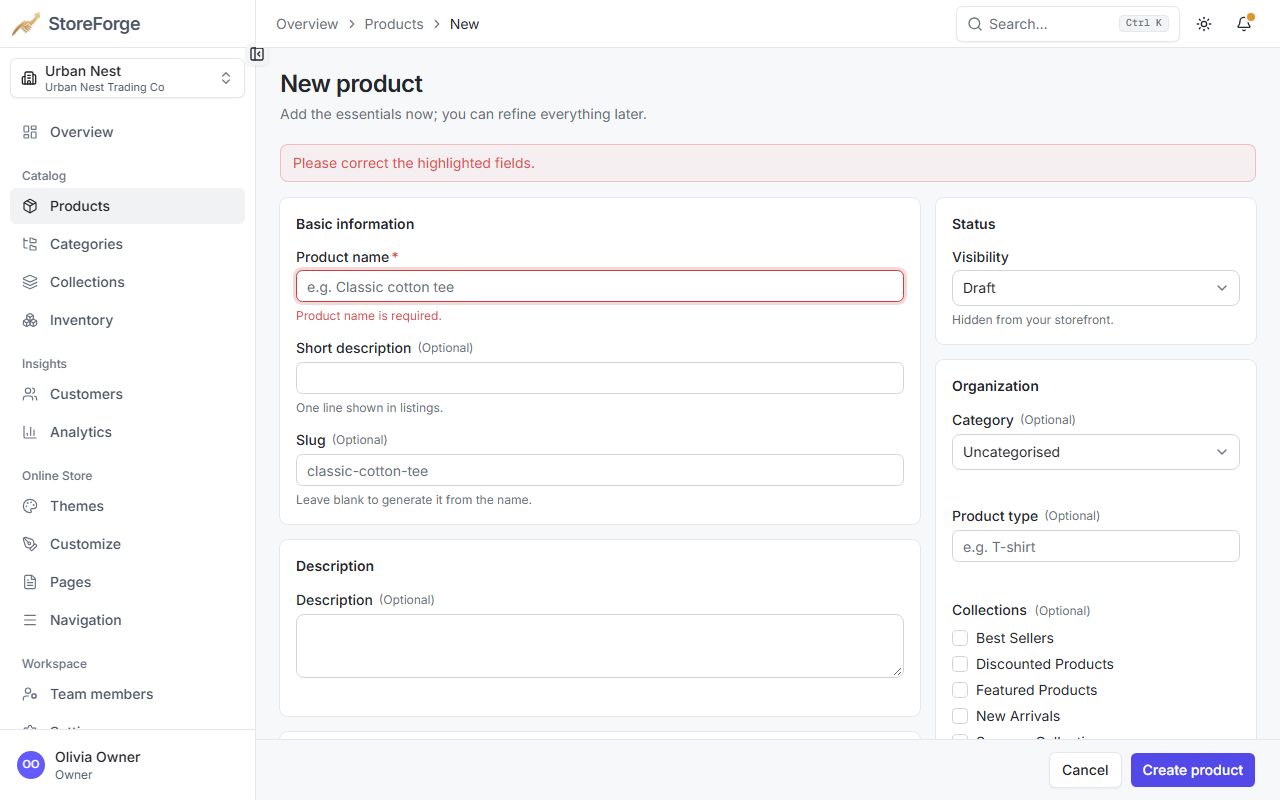 StoreForge
Overview
Products
New
Search...
Ctrl K
Urban Nest
Urban Nest Trading Co
Overview
Catalog
Products
Categories
Collections
Inventory
Insights
Customers
Analytics
Online Store
Themes
Customize
Pages
Navigation
Workspace
Team members
OO
Olivia Owner
Owner
New product
Add the essentials now; you can refine everything later.
Please correct the highlighted fields.
Basic information
Product name *
e.g. Classic cotton tee
Product name is required.
Short description (Optional)
One line shown in listings.
Slug (Optional)
classic-cotton-tee
Leave blank to generate it from the name.
Description
Description (Optional)
Status
Visibility
Draft
Hidden from your storefront.
Organization
Category (Optional)
Uncategorised
Product type (Optional)
e.g. T-shirt
Collections (Optional)
Best Sellers
Discounted Products
Featured Products
New Arrivals
Cancel
Create product